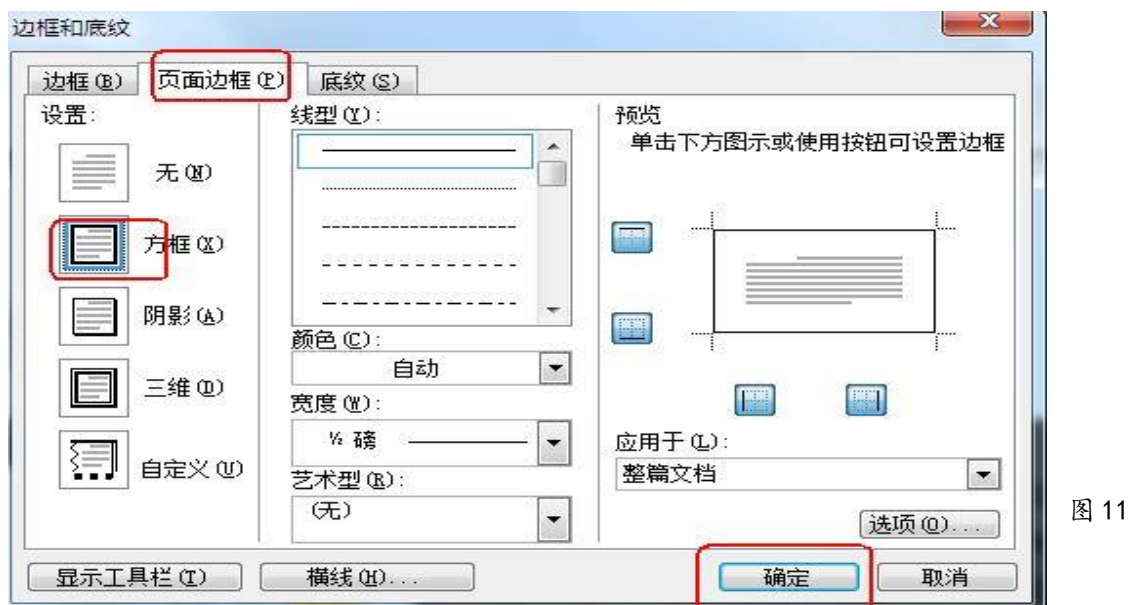 边框和底纹
边框(B) 页面边框(P) 底纹(S)
设置:
无(N)
方框(X)
阴影(A)
三维(D)
自定义(U)
线型(Y):
颜色(C):
自动
宽度(W):
½ 磅
艺术型(R):
(无)
预览
单击下方图示或使用按钮可设置边框
应用于(L):
整篇文档
选项(O)...
显示工具栏(T) 横线(H)... 确定 取消
图 11